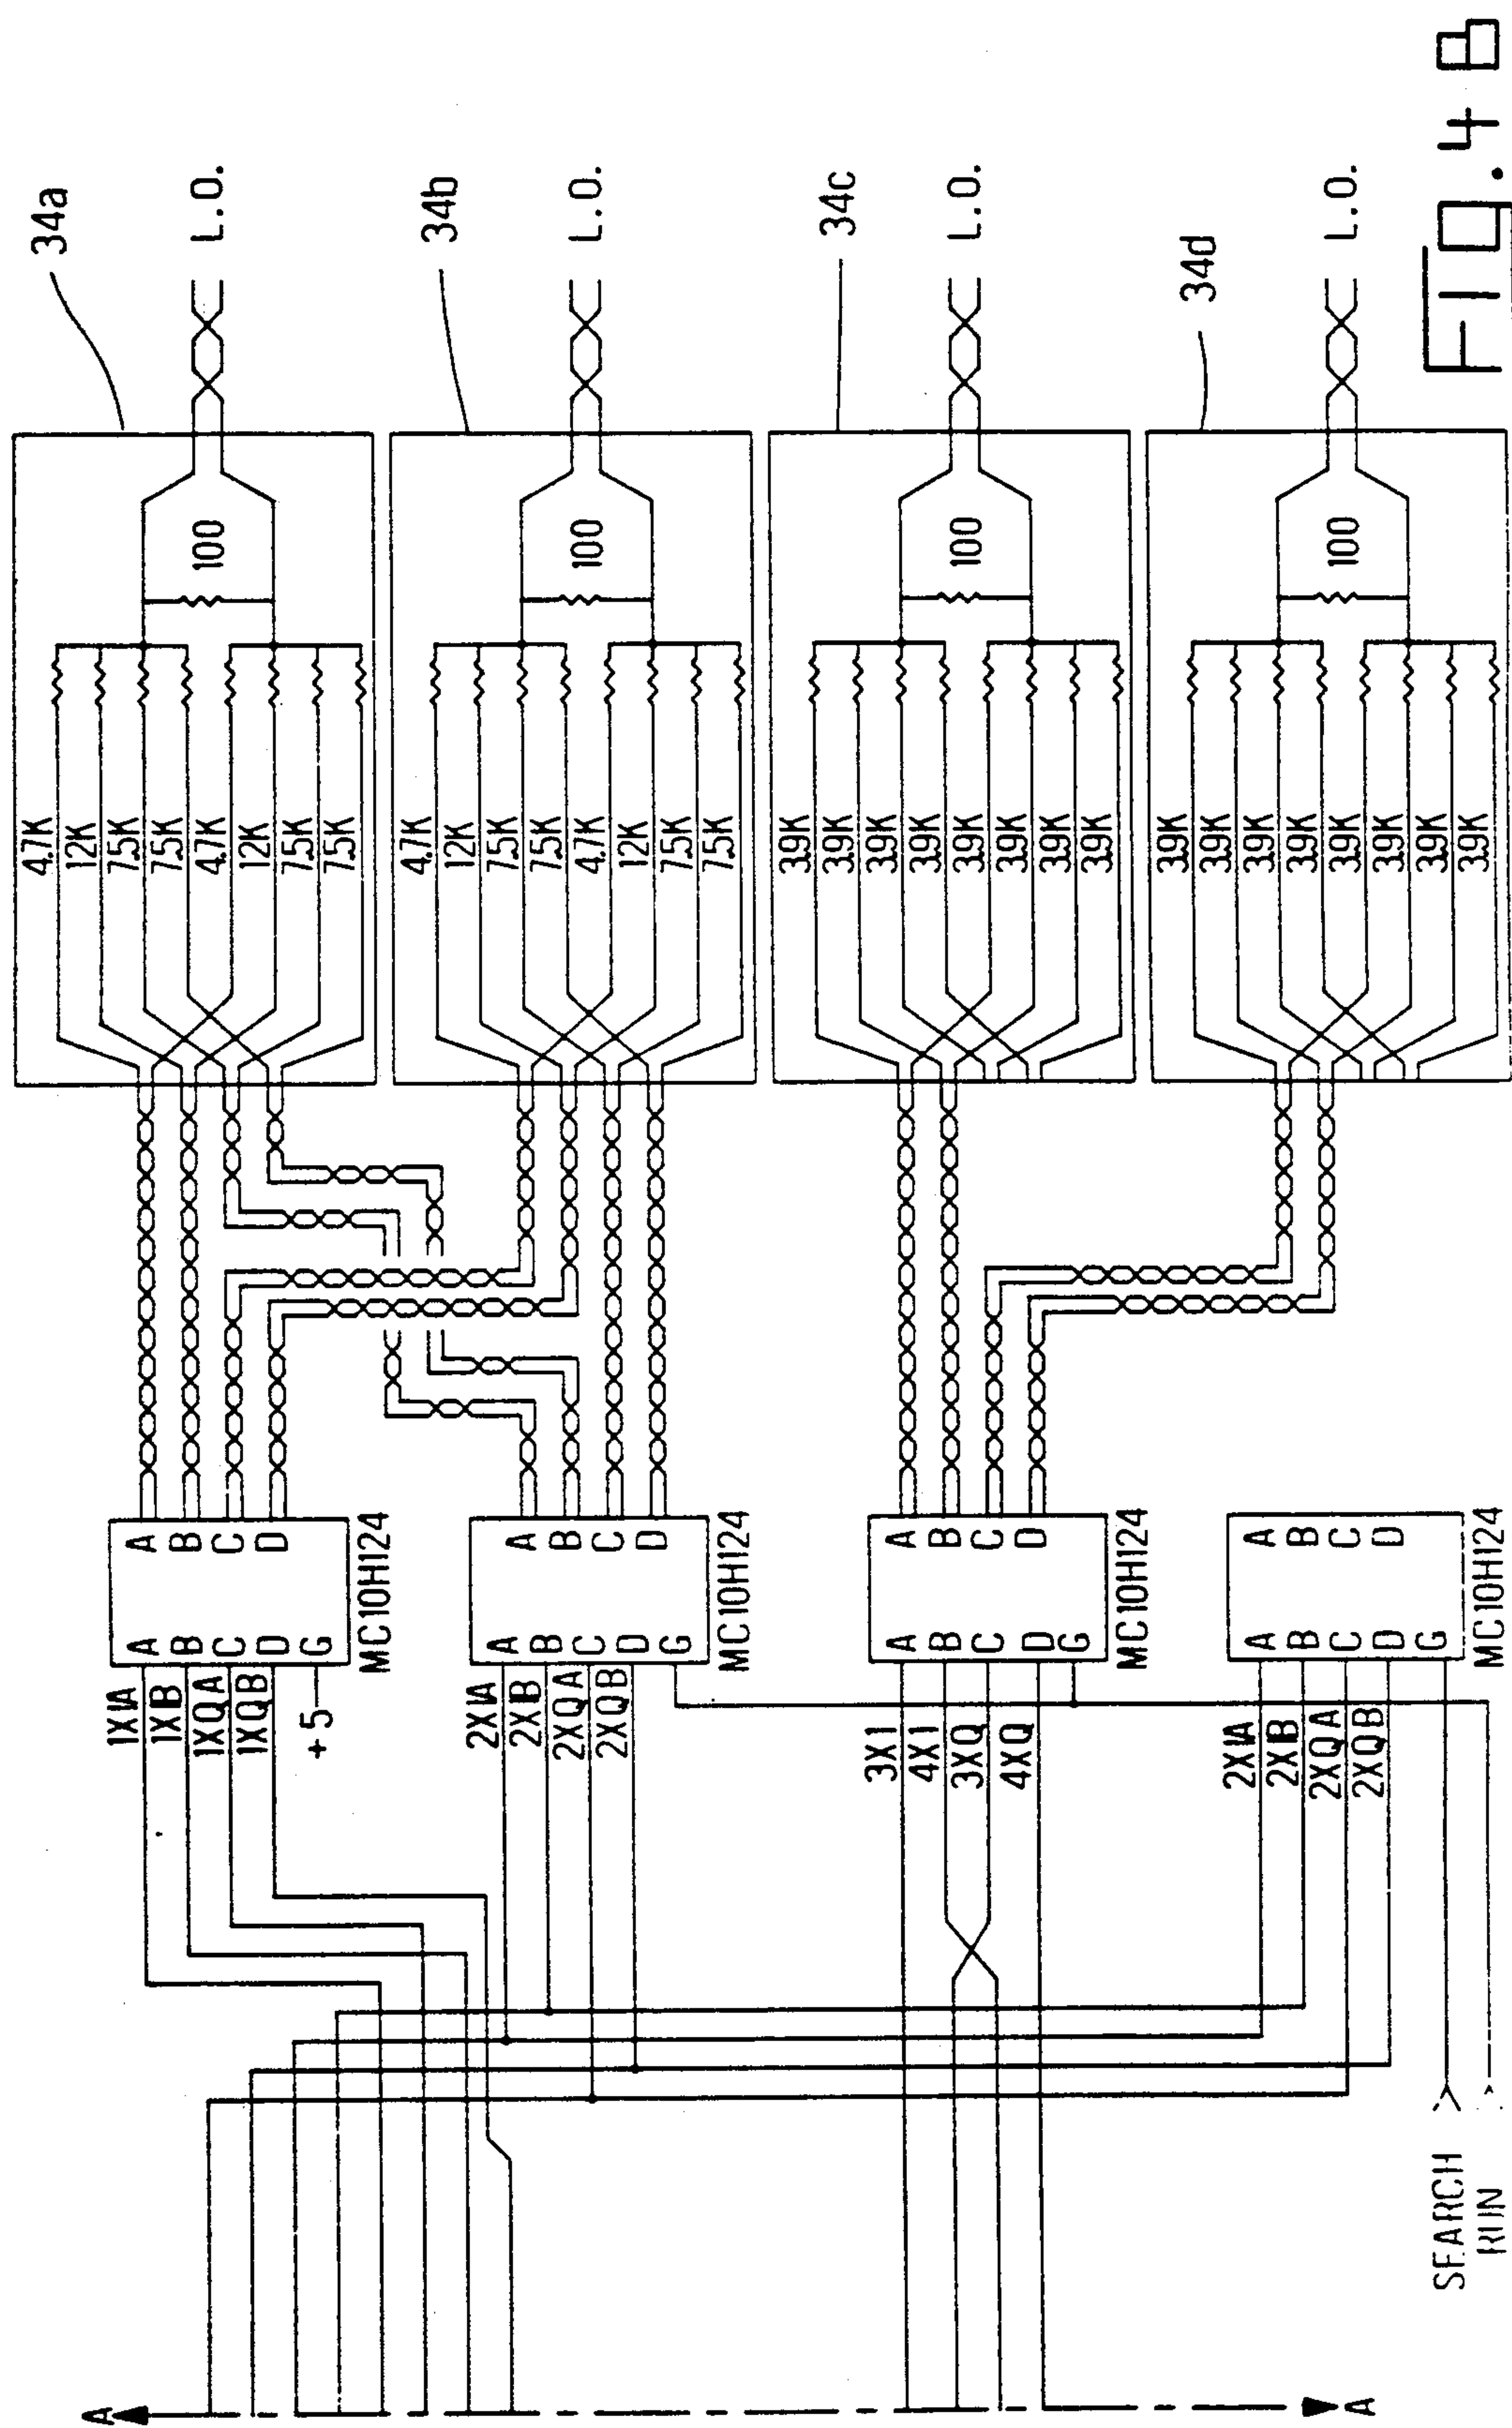 34a
L.O.
100
4.7K
12K
7.5K
7.5K
4.7K
12K
7.5K
7.5K
34b
L.O.
100
4.7K
12K
7.5K
7.5K
4.7K
12K
7.5K
7.5K
34c
L.O.
100
3.9K
3.9K
3.9K
3.9K
3.9K
3.9K
3.9K
3.9K
34d
L.O.
100
3.9K
3.9K
3.9K
3.9K
3.9K
3.9K
3.9K
3.9K
1X1A A A
1X1B B B
1XQA C C
1XQB D D
+5 G
MC10H124
2X1A A A
2X1B B B
2XQA C C
2XQB D D
G
MC10H124
3X1 A A
4X1 B B
3XQ C C
4XQ D D
G
MC10H124
2X1A A A
2X1B B B
2XQA C C
2XQB D D
G
MC10H124
SEARCH
RUN
A
A
FIG. 4B